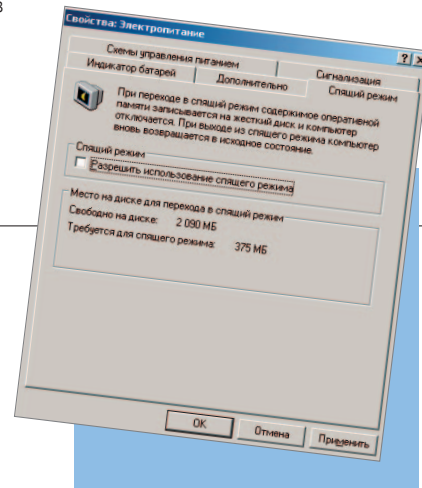 в
Свойства: Электропитание
Схемы управления питанием
Сигнализация
Индикатор батарей
Дополнительно
Спящий режим
При переходе в спящий режим содержимое оперативной
памяти записывается на жесткий диск и компьютер
отключается. При выходе из спящего режима компьютер
вновь возвращается в исходное состояние.
Спящий режим
Разрешить использование спящего режима
Место на диске для перехода в спящий режим
Свободно на диске: 2 090 МБ
Требуется для спящего режима: 375 МБ
OK
Отмена
Применить